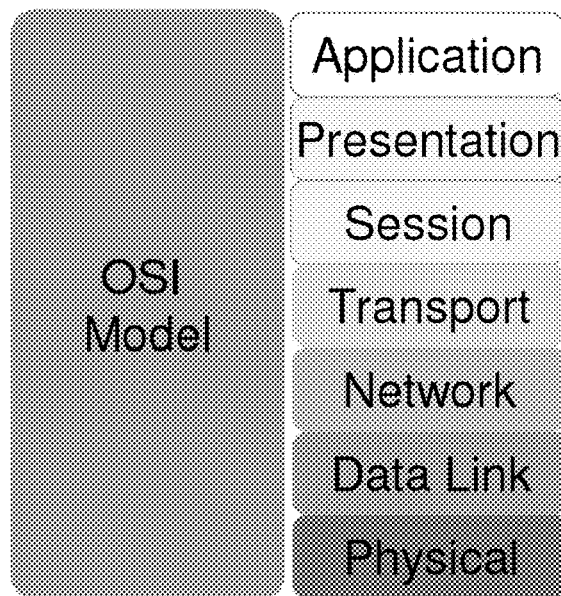 OSI
Model
Application
Presentation
Session
Transport
Network
Data Link
Physical